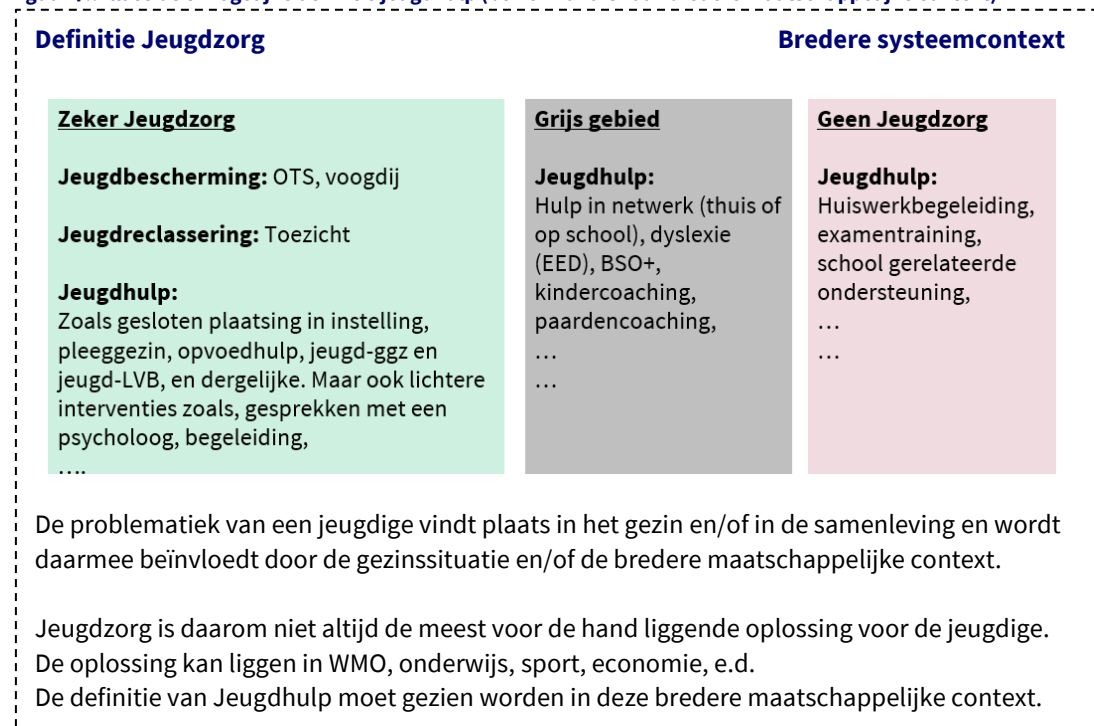 Definitie Jeugdzorg
Bredere systeemcontext
Zeker Jeugdzorg
Jeugdbescherming: OTS, voogdij
Jeugdreclassering: Toezicht
Jeugdhulp:
Zoals gesloten plaatsing in instelling,
pleeggezin, opvoedhulp, jeugd-ggz en
jeugd-LVB, en dergelijke. Maar ook lichtere
interventies zoals, gesprekken met een
psycholoog, begeleiding,
….
Grijs gebied
Jeugdhulp:
Hulp in netwerk (thuis of
op school), dyslexie
(EED), BSO+,
kindercoaching,
paardencoaching,
…
…
Geen Jeugdzorg
Jeugdhulp:
Huiswerkbegeleiding,
examentraining,
school gerelateerde
ondersteuning,
…
…
De problematiek van een jeugdige vindt plaats in het gezin en/of in de samenleving en wordt
daarmee beïnvloedt door de gezinssituatie en/of de bredere maatschappelijke context.
Jeugdzorg is daarom niet altijd de meest voor de hand liggende oplossing voor de jeugdige.
De oplossing kan liggen in WMO, onderwijs, sport, economie, e.d.
De definitie van Jeugdhulp moet gezien worden in deze bredere maatschappelijke context.